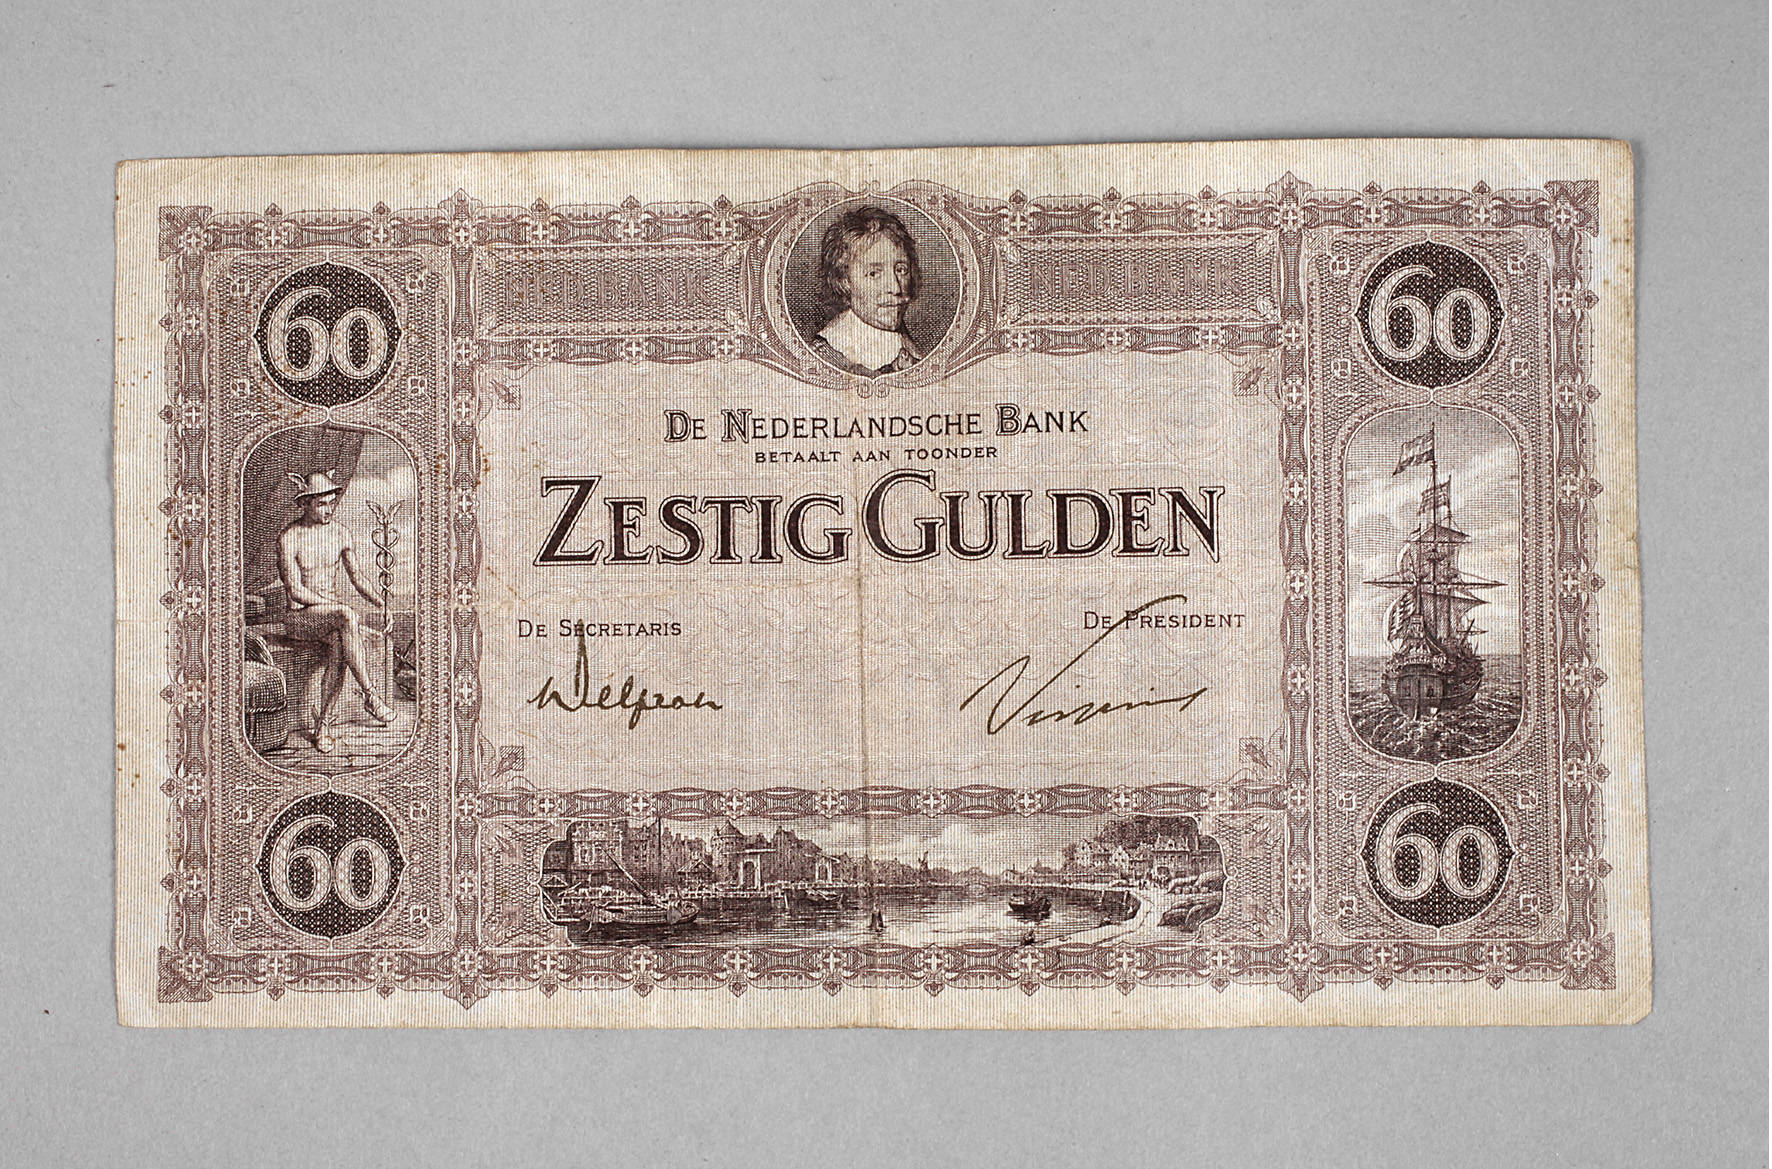 60
60
NED BANK
NED BANK
DE NEDERLANDSCHE BANK
BETAALT AAN TOONDER
ZESTIG GULDEN
DE SECRETARIS
DE PRESIDENT
60
60